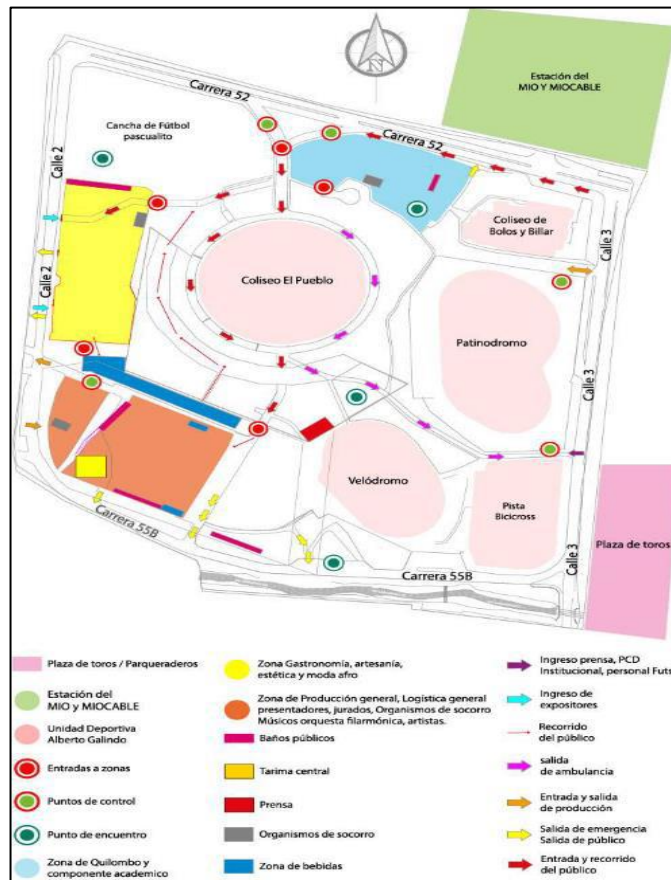 Carrera 52
Estación del
MIO Y MIOCABLE
Cancha de Fútbol
pascualito
Carrera 52
Calle 2
Coliseo de
Bolos y Billar
Calle 3
Coliseo El Pueblo
Calle 2
Patinodromo
Calle 3
Velódromo
Pista
Bicicross
Plaza de toros
Carrera 55B
Carrera 55B
Calle 3
N
Plaza de toros / Parqueraderos
Estación del
MIO y MIOCABLE
Unidad Deportiva
Alberto Galindo
Entradas a zonas
Puntos de control
Punto de encuentro
Zona de Quilombo y
componente academico
Zona Gastronomía, artesanía,
estética y moda afro
Zona de Producción general, Logística general
presentadores, jurados, Organismos de socorro
Músicos orquesta filarmónica, artistas.
Baños públicos
Tarima central
Prensa
Organismos de socorro
Zona de bebidas
Ingreso prensa, PCD
Institucional, personal Futs
Ingreso de
expositores
Recorrido
del público
salida
de ambulancia
Entrada y salida
de producción
Salida de emergencia
Salida de público
Entrada y recorrido
del público